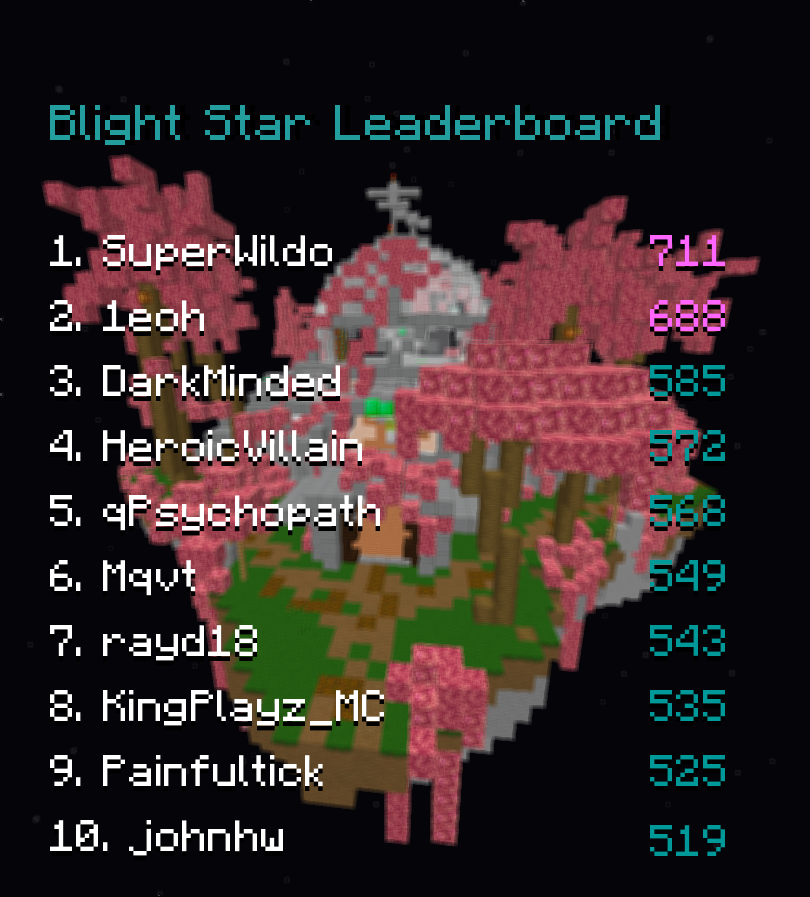 Blight Star Leaderboard
1. SuperWildo 711
2. 1eoh 688
3. DarkMinded 585
4. HeroicVillain 572
5. qPsychopath 568
6. Mqvt 549
7. rayd18 543
8. KingPlayz_MC 535
9. Painfultick 525
10. johnhw 519